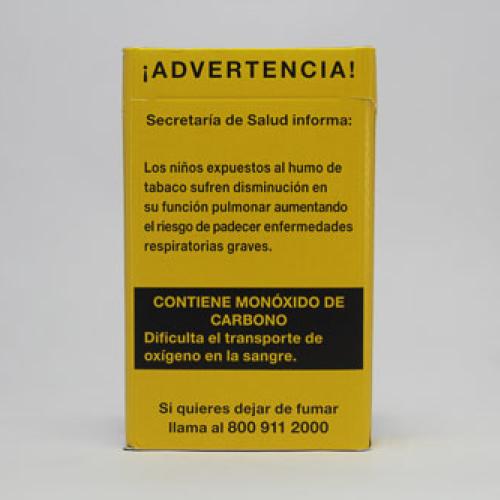 ¡ADVERTENCIA!
Secretaría de Salud informa:
Los niños expuestos al humo de
tabaco sufren disminución en
su función pulmonar aumentando
el riesgo de padecer enfermedades
respiratorias graves.
CONTIENE MONÓXIDO DE
CARBONO
Dificulta el transporte de
oxígeno en la sangre.
Si quieres dejar de fumar
llama al 800 911 2000